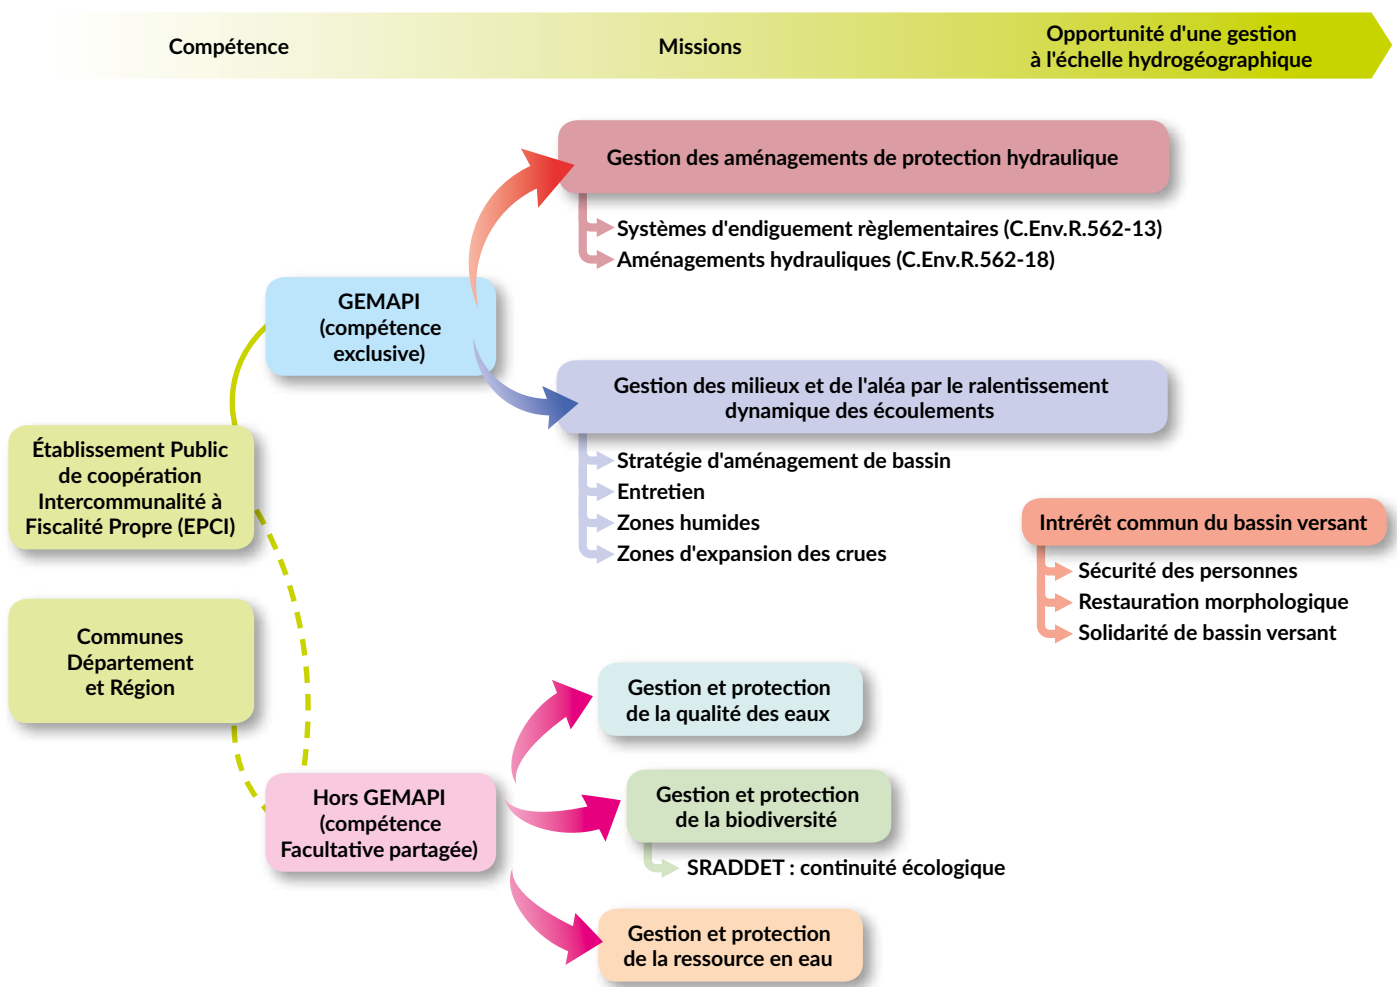 Compétence
Missions
Opportunité d'une gestion
à l'échelle hydrogéographique
Gestion des aménagements de protection hydraulique
Systèmes d'endiguement règlementaires (C.Env.R.562-13)
Aménagements hydrauliques (C.Env.R.562-18)
GEMAPI
(compétence
exclusive)
Gestion des milieux et de l'aléa par le ralentissement
dynamique des écoulements
Stratégie d'aménagement de bassin
Entretien
Zones humides
Zones d'expansion des crues
Établissement Public
de coopération
Intercommunalité à
Fiscalité Propre (EPCI)
Intrérêt commun du bassin versant
Sécurité des personnes
Restauration morphologique
Solidarité de bassin versant
Communes
Département
et Région
Gestion et protection
de la qualité des eaux
Hors GEMAPI
(compétence
Facultative partagée)
Gestion et protection
de la biodiversité
SRADDET : continuité écologique
Gestion et protection
de la ressource en eau